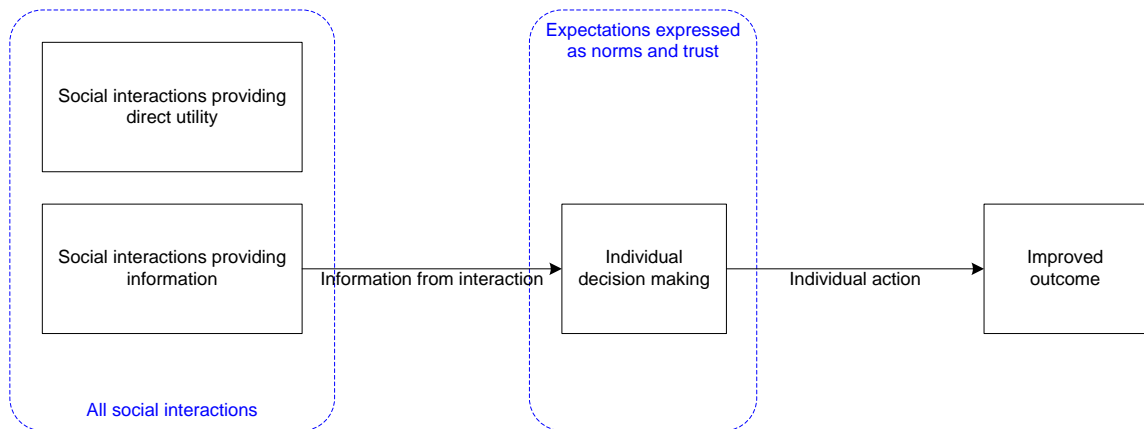 Expectations expressed
as norms and trust
Social interactions providing
direct utility
Social interactions providing
information
Information from interaction
Individual
decision making
Individual action
Improved
outcome
All social interactions